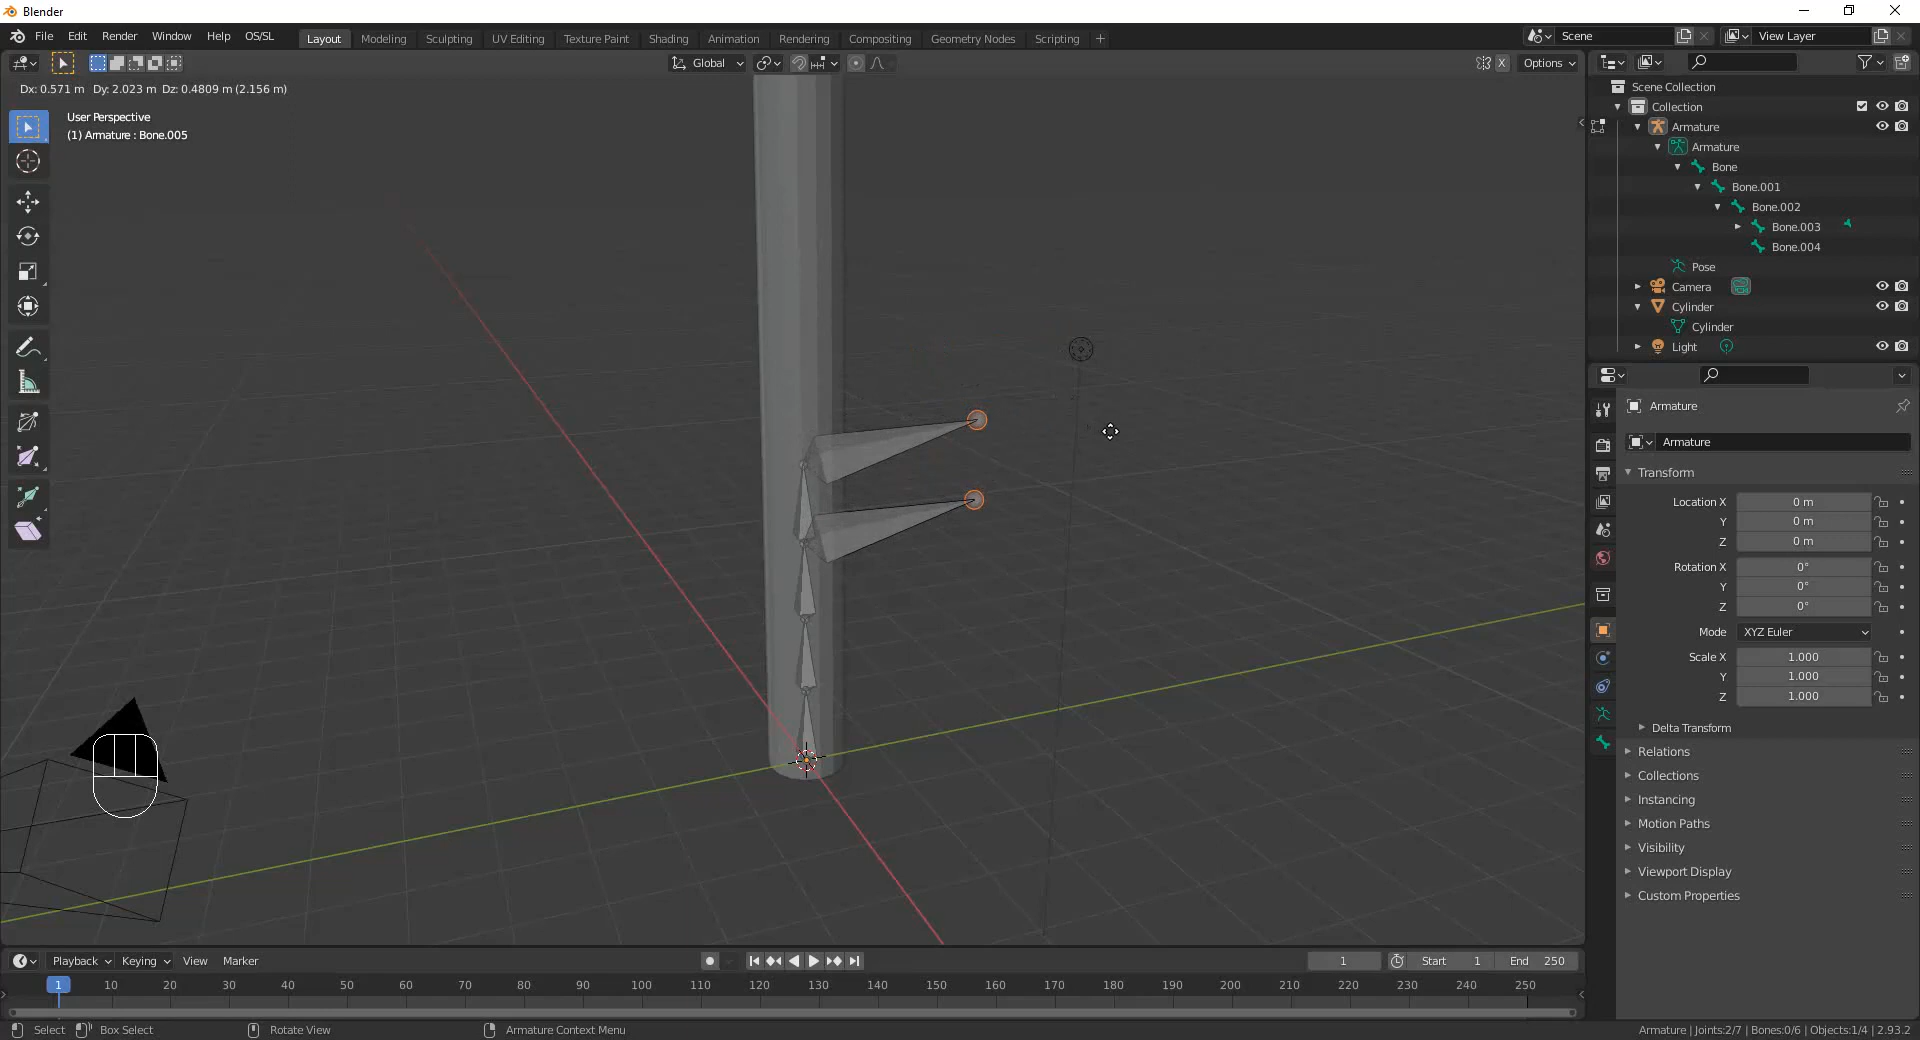 Blender
File Edit Render Window Help OS/SL Layout Modeling Sculpting UV Editing Texture Paint Shading Animation Rendering Compositing Geometry Nodes Scripting + Scene View Layer
Global X Options
Dx: 0.571 m Dy: 2.023 m Dz: 0.4809 m (2.156 m)
User Perspective
(1) Armature : Bone.005
Scene Collection
Collection
Armature
Armature
Bone
Bone.001
Bone.002
Bone.003
Bone.004
Pose
Camera
Cylinder
Cylinder
Light
Armature
Armature
Transform
Location X 0 m
Y 0 m
Z 0 m
Rotation X 0°
Y 0°
Z 0°
Mode XYZ Euler
Scale X 1.000
Y 1.000
Z 1.000
Delta Transform
Relations
Collections
Instancing
Motion Paths
Visibility
Viewport Display
Custom Properties
Playback Keying View Marker 1 Start 1 End 250
1 10 20 30 40 50 60 70 80 90 100 110 120 130 140 150 160 170 180 190 200 210 220 230 240 250
Select Box Select Rotate View Armature Context Menu Armature | Joints:2/7 | Bones:0/6 | Objects:1/4 | 2.93.2